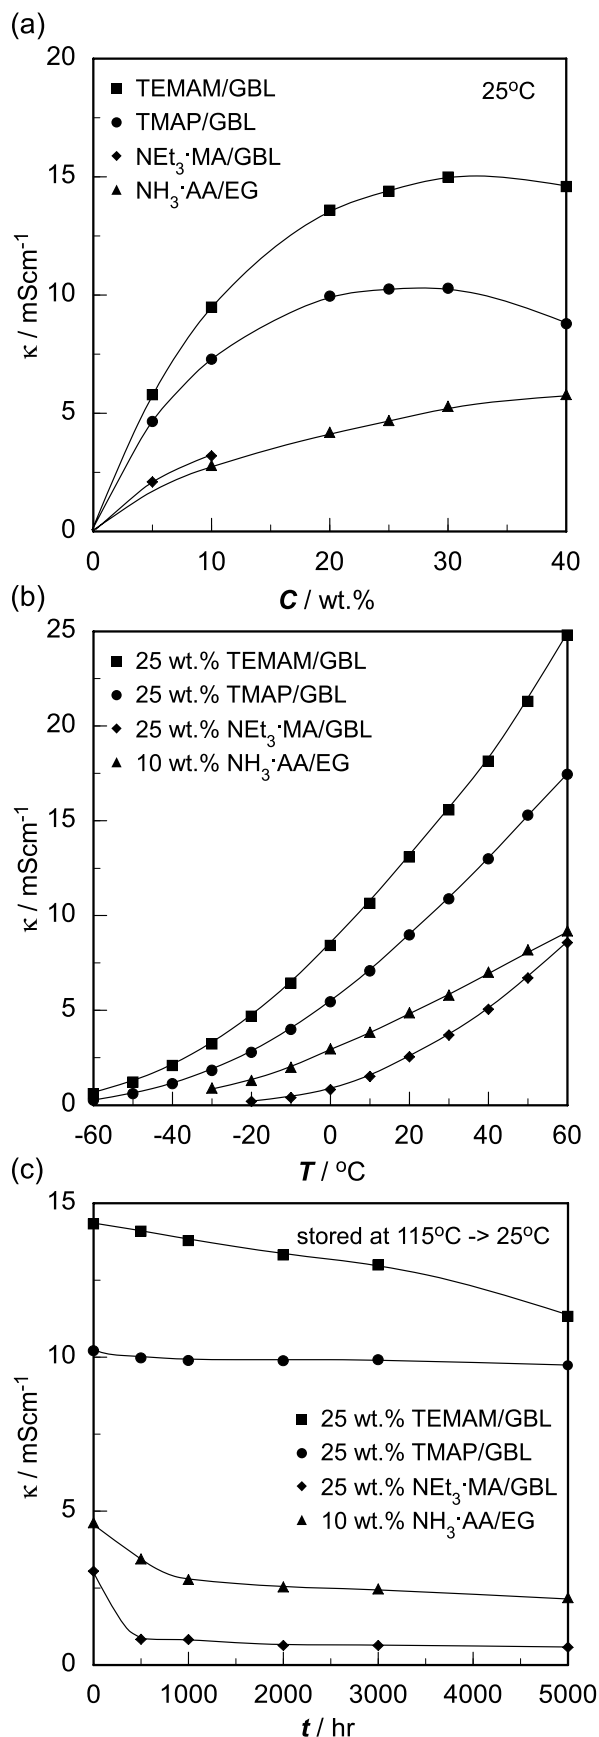 (a)
20
15
10
5
0
κ / mScm⁻¹
■ TEMAM/GBL
● TMAP/GBL
◆ NEt₃·MA/GBL
▲ NH₃·AA/EG
25°C
0 10 20 30 40
C / wt.%
(b)
25
20
15
10
5
0
κ / mScm⁻¹
■ 25 wt.% TEMAM/GBL
● 25 wt.% TMAP/GBL
◆ 25 wt.% NEt₃·MA/GBL
▲ 10 wt.% NH₃·AA/EG
-60 -40 -20 0 20 40 60
T / °C
(c)
15
10
5
0
κ / mScm⁻¹
stored at 115°C -> 25°C
■ 25 wt.% TEMAM/GBL
● 25 wt.% TMAP/GBL
◆ 25 wt.% NEt₃·MA/GBL
▲ 10 wt.% NH₃·AA/EG
0 1000 2000 3000 4000 5000
t / hr